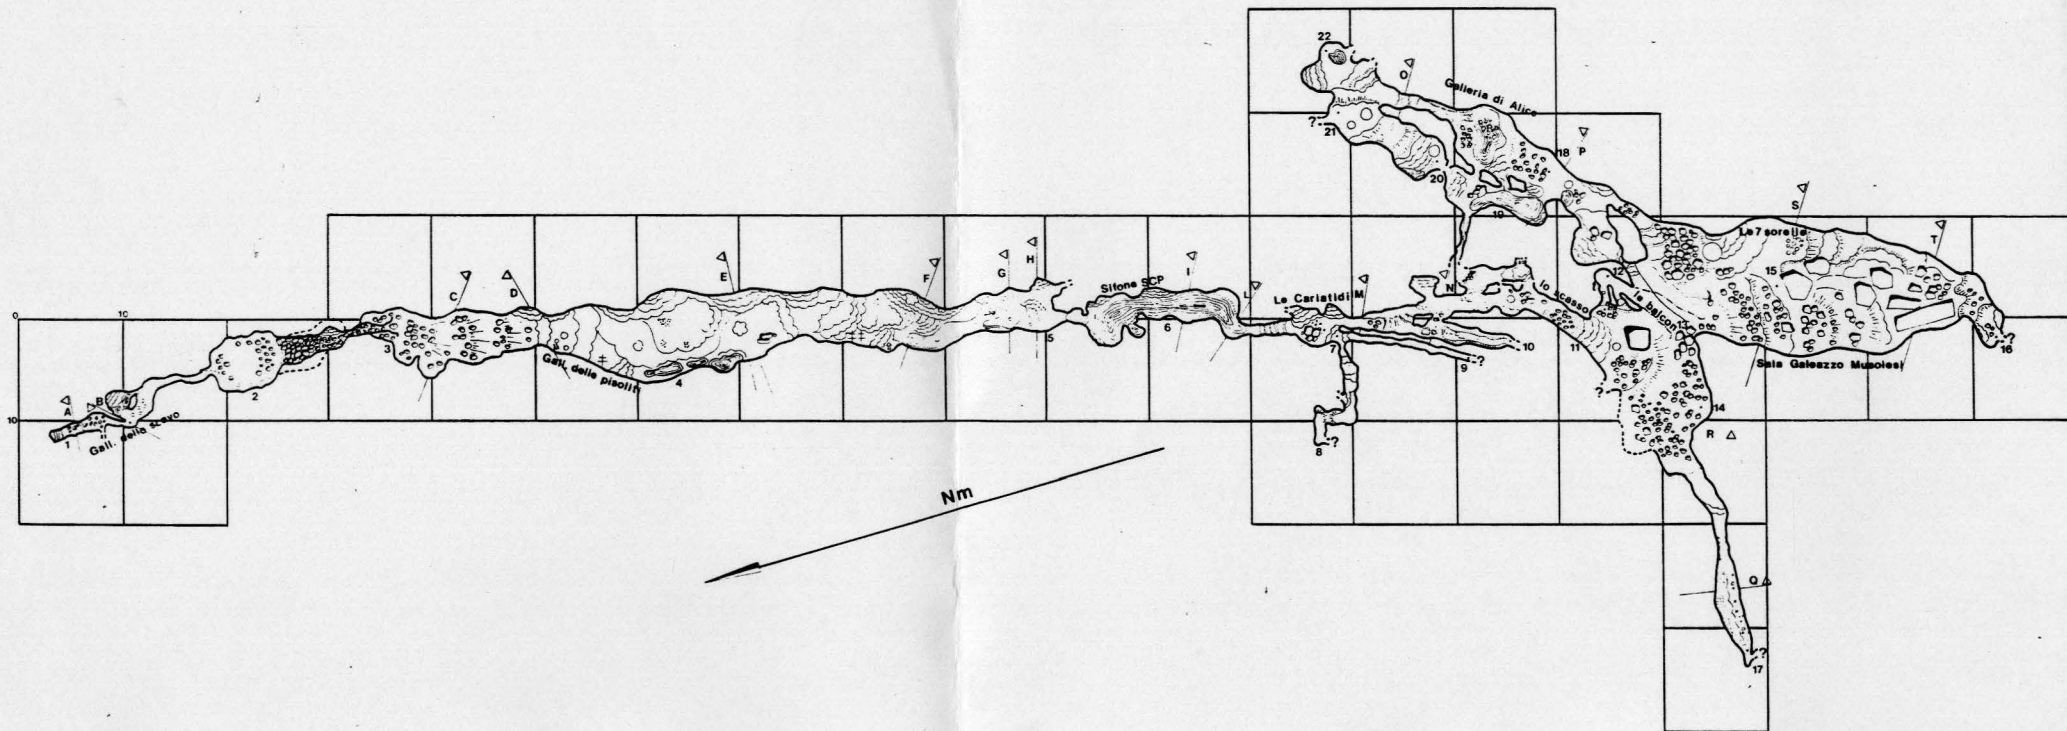 22
O
Galleria di Alice
?
21
18
P
20
19
S
Le 7 sorelle
T
E
F
G
H
I
C
D
12
15
N
lo scasso
le balconate
13
L
Le Cariatidi
M
Sifone SCP
6
0
10
3
5
7
10
11
?
16
9
?
Sala Galeazzo Musolesi
Gall. delle pisoliti
4
2
?
A
B
10
1
Gall. dello scavo
14
R
8
?
Nm
Q
?
17